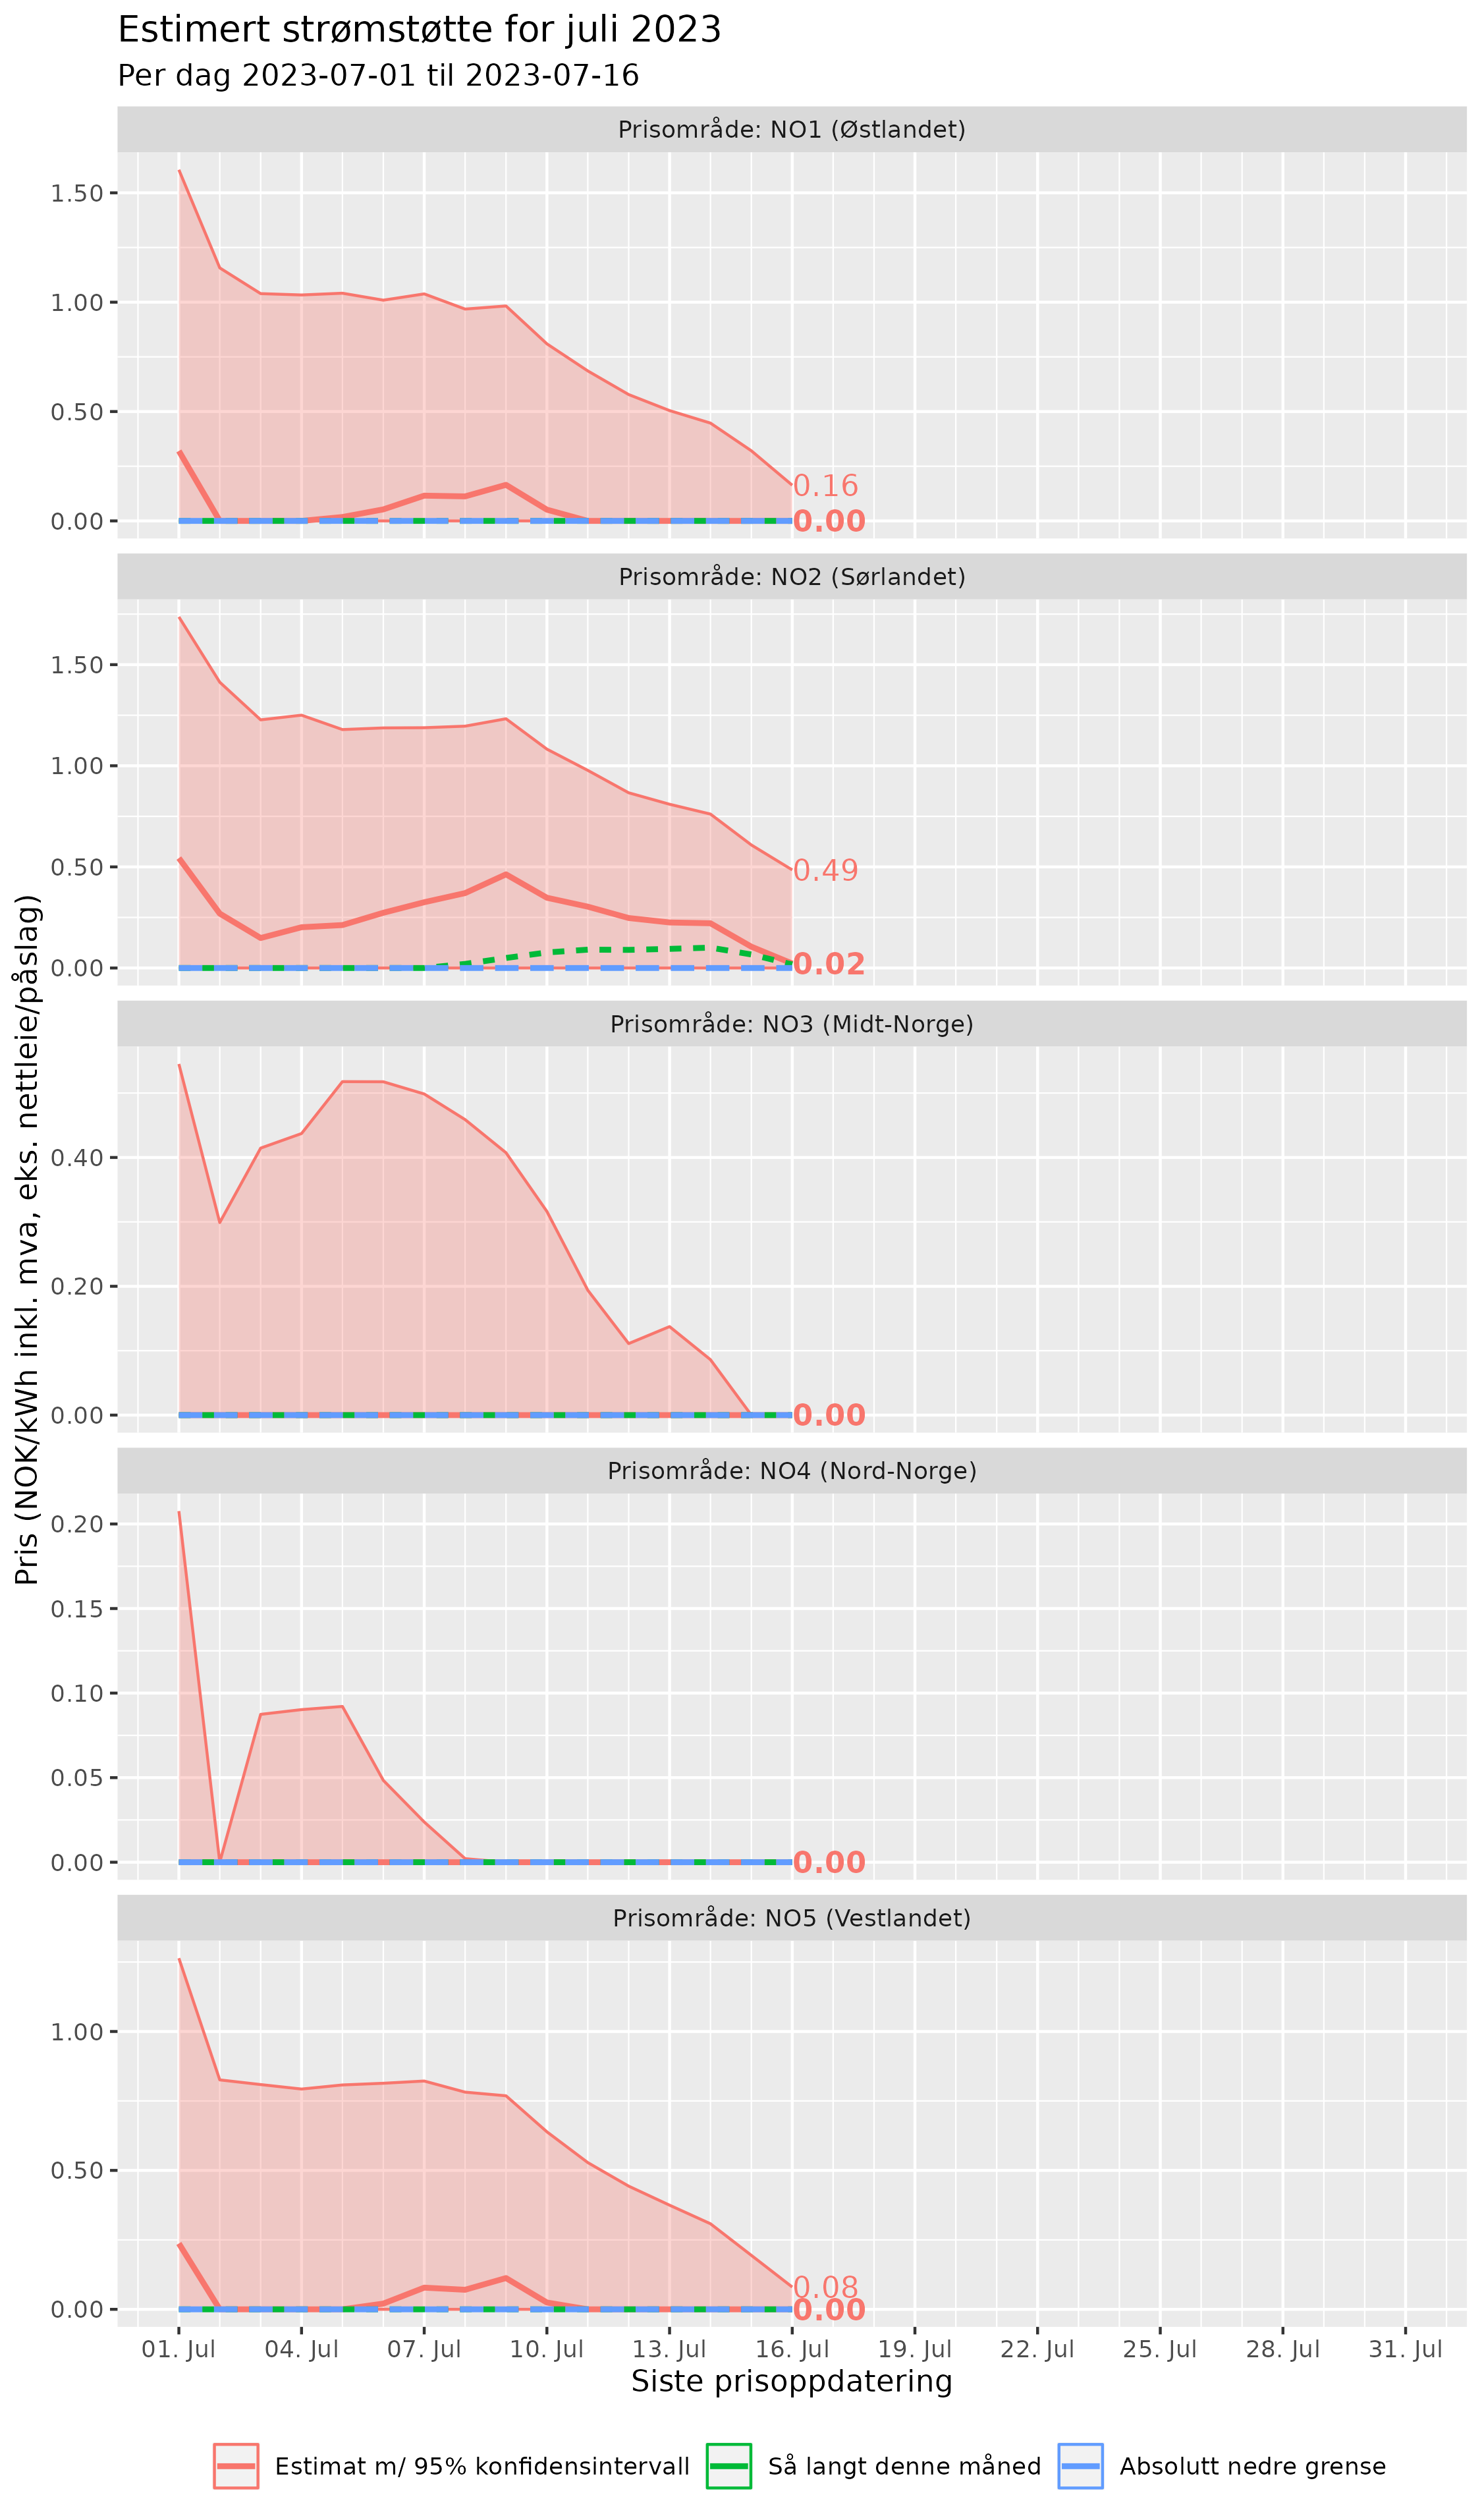 Estimert strømstøtte for juli 2023
Per dag 2023-07-01 til 2023-07-16
Pris (NOK/kWh inkl. mva, eks. nettleie/påslag)
Prisområde: NO1 (Østlandet)
1.50
1.00
0.50
0.00
0.16
0.00
Prisområde: NO2 (Sørlandet)
1.50
1.00
0.50
0.00
0.49
0.02
Prisområde: NO3 (Midt-Norge)
0.40
0.20
0.00
0.00
Prisområde: NO4 (Nord-Norge)
0.20
0.15
0.10
0.05
0.00
0.00
Prisområde: NO5 (Vestlandet)
1.00
0.50
0.00
0.08
0.00
01. Jul 04. Jul 07. Jul 10. Jul 13. Jul 16. Jul 19. Jul 22. Jul 25. Jul 28. Jul 31. Jul
Siste prisoppdatering
Estimat m/ 95% konfidensintervall Så langt denne måned Absolutt nedre grense